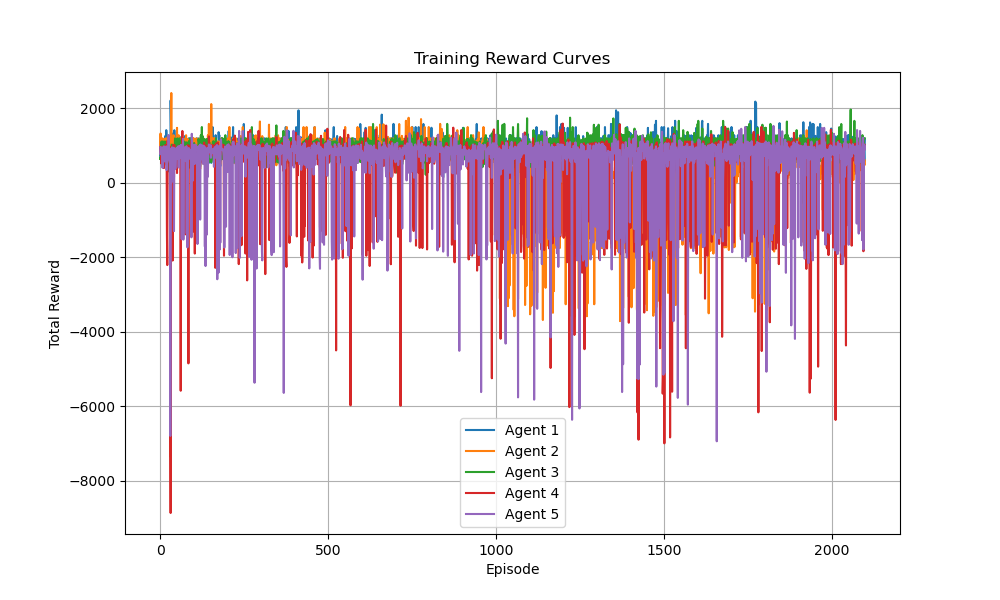 Training Reward Curves
Total Reward
2000
0
−2000
−4000
−6000
−8000
Agent 1
Agent 2
Agent 3
Agent 4
Agent 5
0 500 1000 1500 2000
Episode